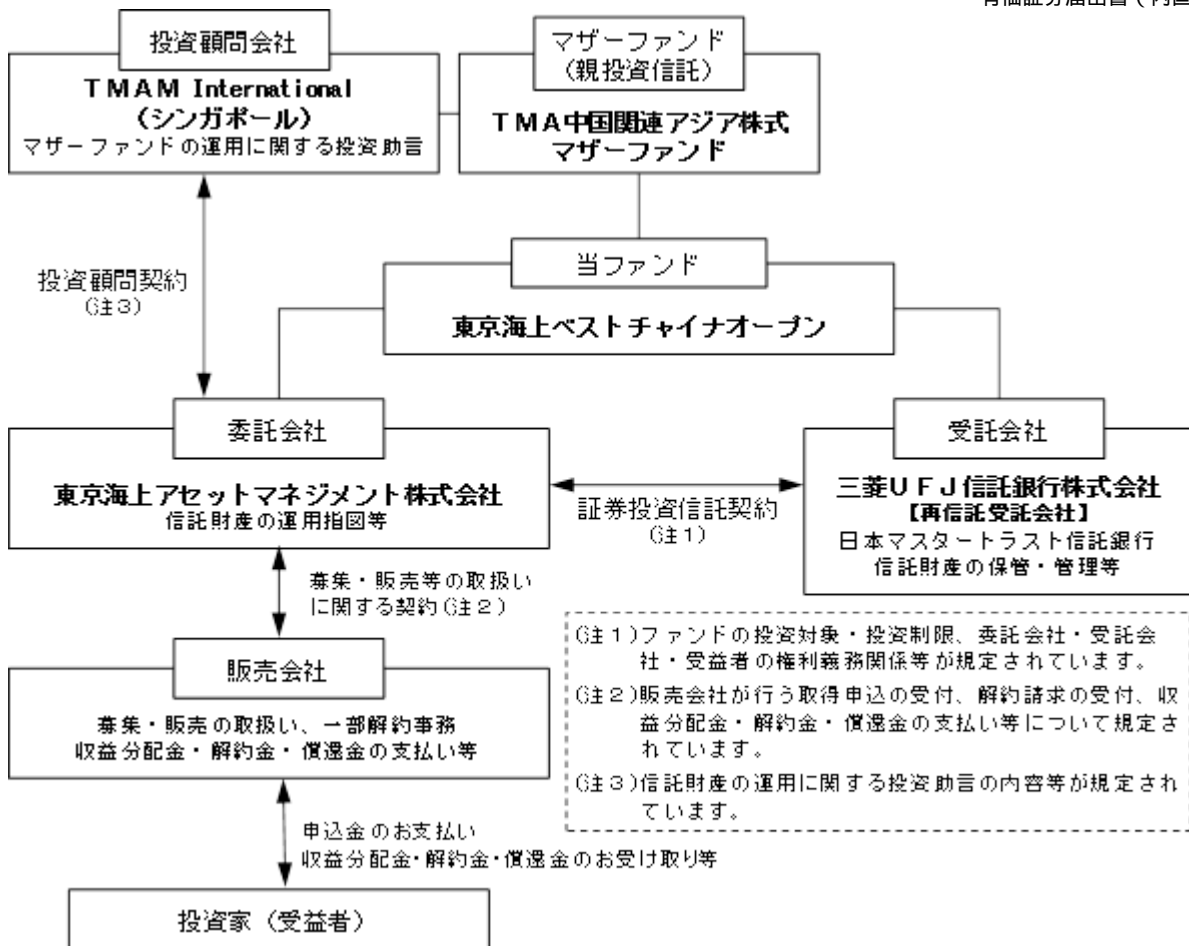 投資顧問会社
TMAM International
(シンガポール)
マザーファンドの運用に関する投資助言
マザーファンド
(親投資信託)
TMA中国関連アジア株式
マザーファンド
投資顧問契約
(注3)
当ファンド
東京海上ベストチャイナオープン
委託会社
東京海上アセットマネジメント株式会社
信託財産の運用指図等
証券投資信託契約
(注1)
受託会社
三菱UFJ信託銀行株式会社
【再信託受託会社】
日本マスタートラスト信託銀行
信託財産の保管・管理等
募集・販売等の取扱い
に関する契約(注2)
販売会社
募集・販売の取扱い、一部解約事務
収益分配金・解約金・償還金の支払い等
(注1)ファンドの投資対象・投資制限、委託会社・受託会
社・受益者の権利義務関係等が規定されています。
(注2)販売会社が行う取得申込の受付、解約請求の受付、収
益分配金・解約金・償還金の支払い等について規定さ
れています。
(注3)信託財産の運用に関する投資助言の内容等が規定され
ています。
申込金のお支払い
収益分配金・解約金・償還金のお受け取り等
投資家(受益者)